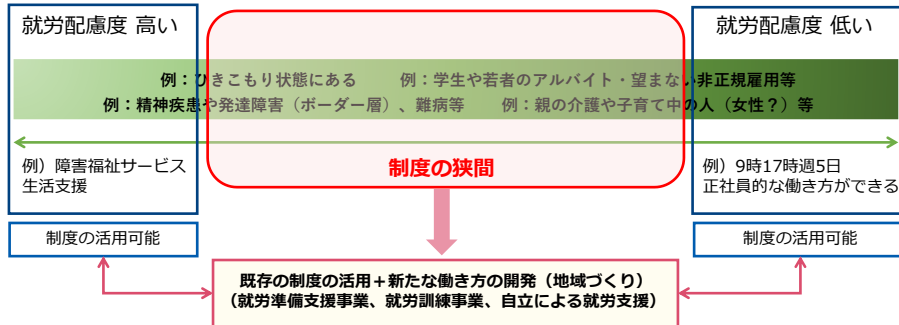 就労配慮度 高い
就労配慮度 低い
例：ひきこもり状態にある　　例：学生や若者のアルバイト・望まない非正規雇用等
例：精神疾患や発達障害（ボーダー層）、難病等　　例：親の介護や子育て中の人（女性？）等
例）障害福祉サービス
生活支援
制度の狭間
例）9時17時週5日
正社員的な働き方ができる
制度の活用可能
制度の活用可能
既存の制度の活用＋新たな働き方の開発（地域づくり）
（就労準備支援事業、就労訓練事業、自立による就労支援）